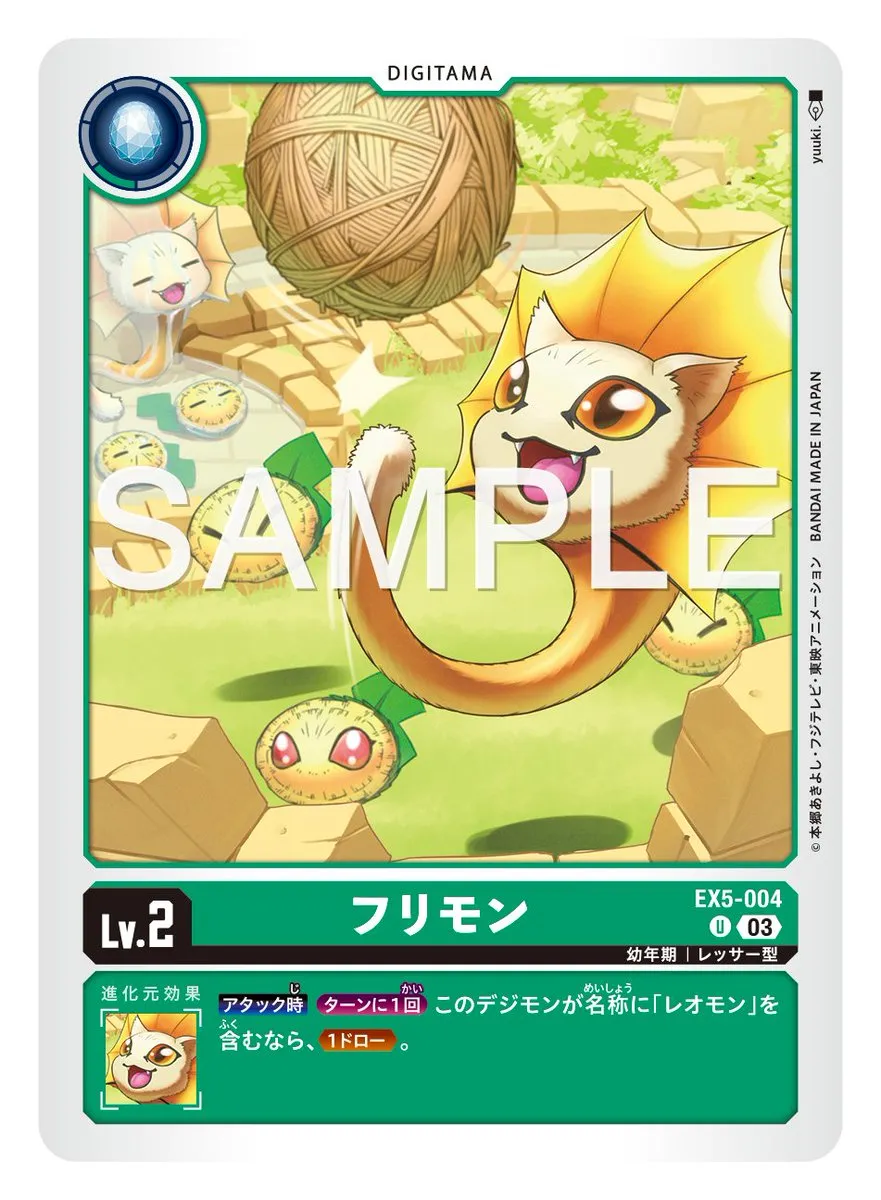 DIGITAMA
yuuki.
SAMPLE
©本郷あきよし・フジテレビ・東映アニメーション BANDAI MADE IN JAPAN
Lv.2
フリモン
EX5-004
U 03
幼年期｜レッサー型
進化元効果
アタック時 ターンに1回 このデジモンが名称に「レオモン」を
含むなら、1ドロー。